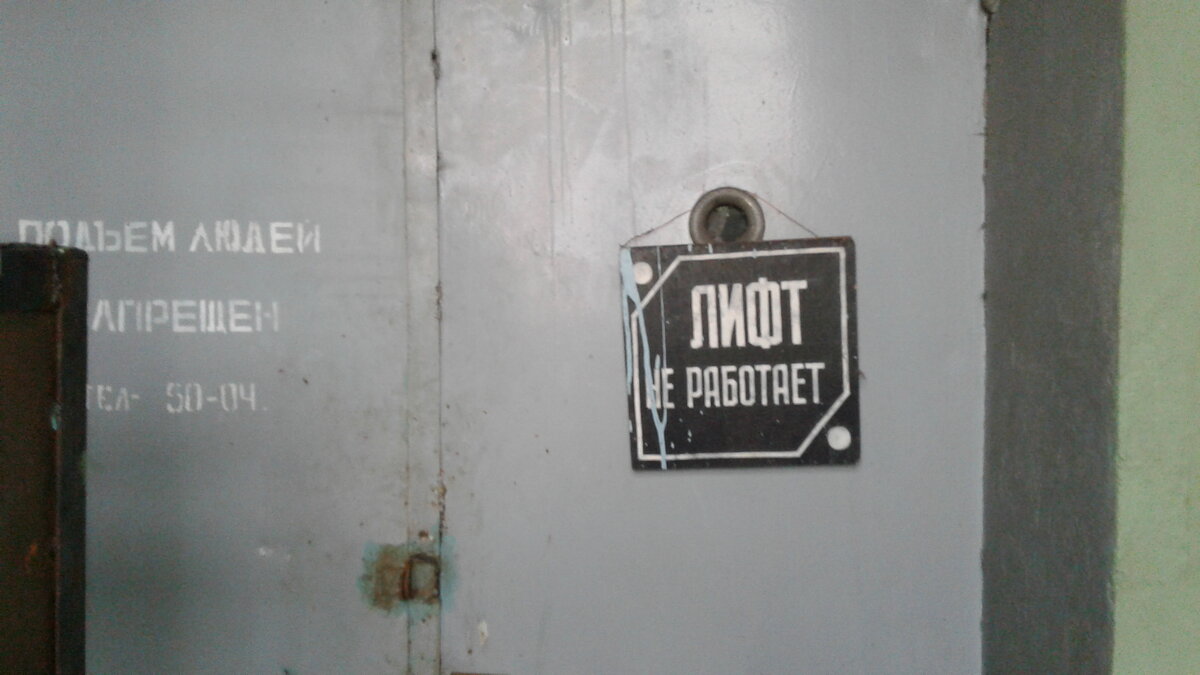 ПОДЪЕМ ЛЮДЕЙ
АПРЕЩЕН
ТЕЛ- 50-04.
ЛИФТ
НЕ РАБОТАЕТ